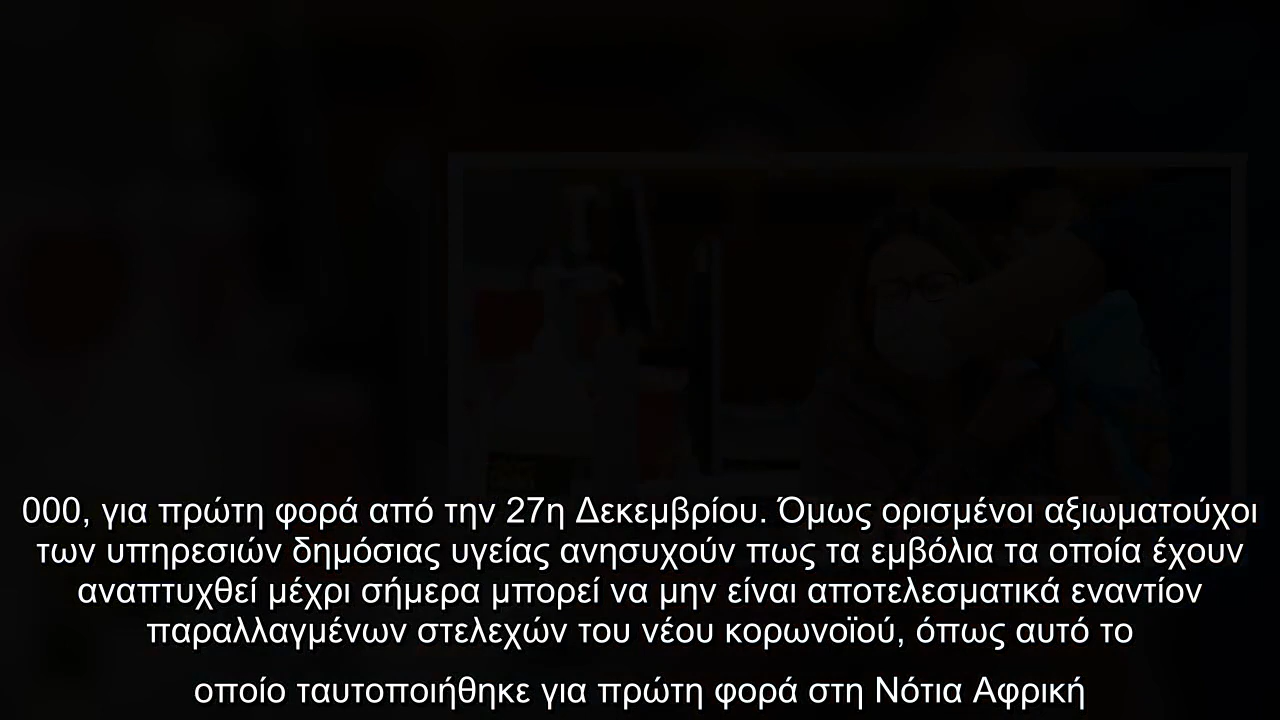 000, για πρώτη φορά από την 27η Δεκεμβρίου. Όμως ορισμένοι αξιωματούχοι
των υπηρεσιών δημόσιας υγείας ανησυχούν πως τα εμβόλια τα οποία έχουν
αναπτυχθεί μέχρι σήμερα μπορεί να μην είναι αποτελεσματικά εναντίον
παραλλαγμένων στελεχών του νέου κορωνοϊού, όπως αυτό το
οποίο ταυτοποιήθηκε για πρώτη φορά στη Νότια Αφρική